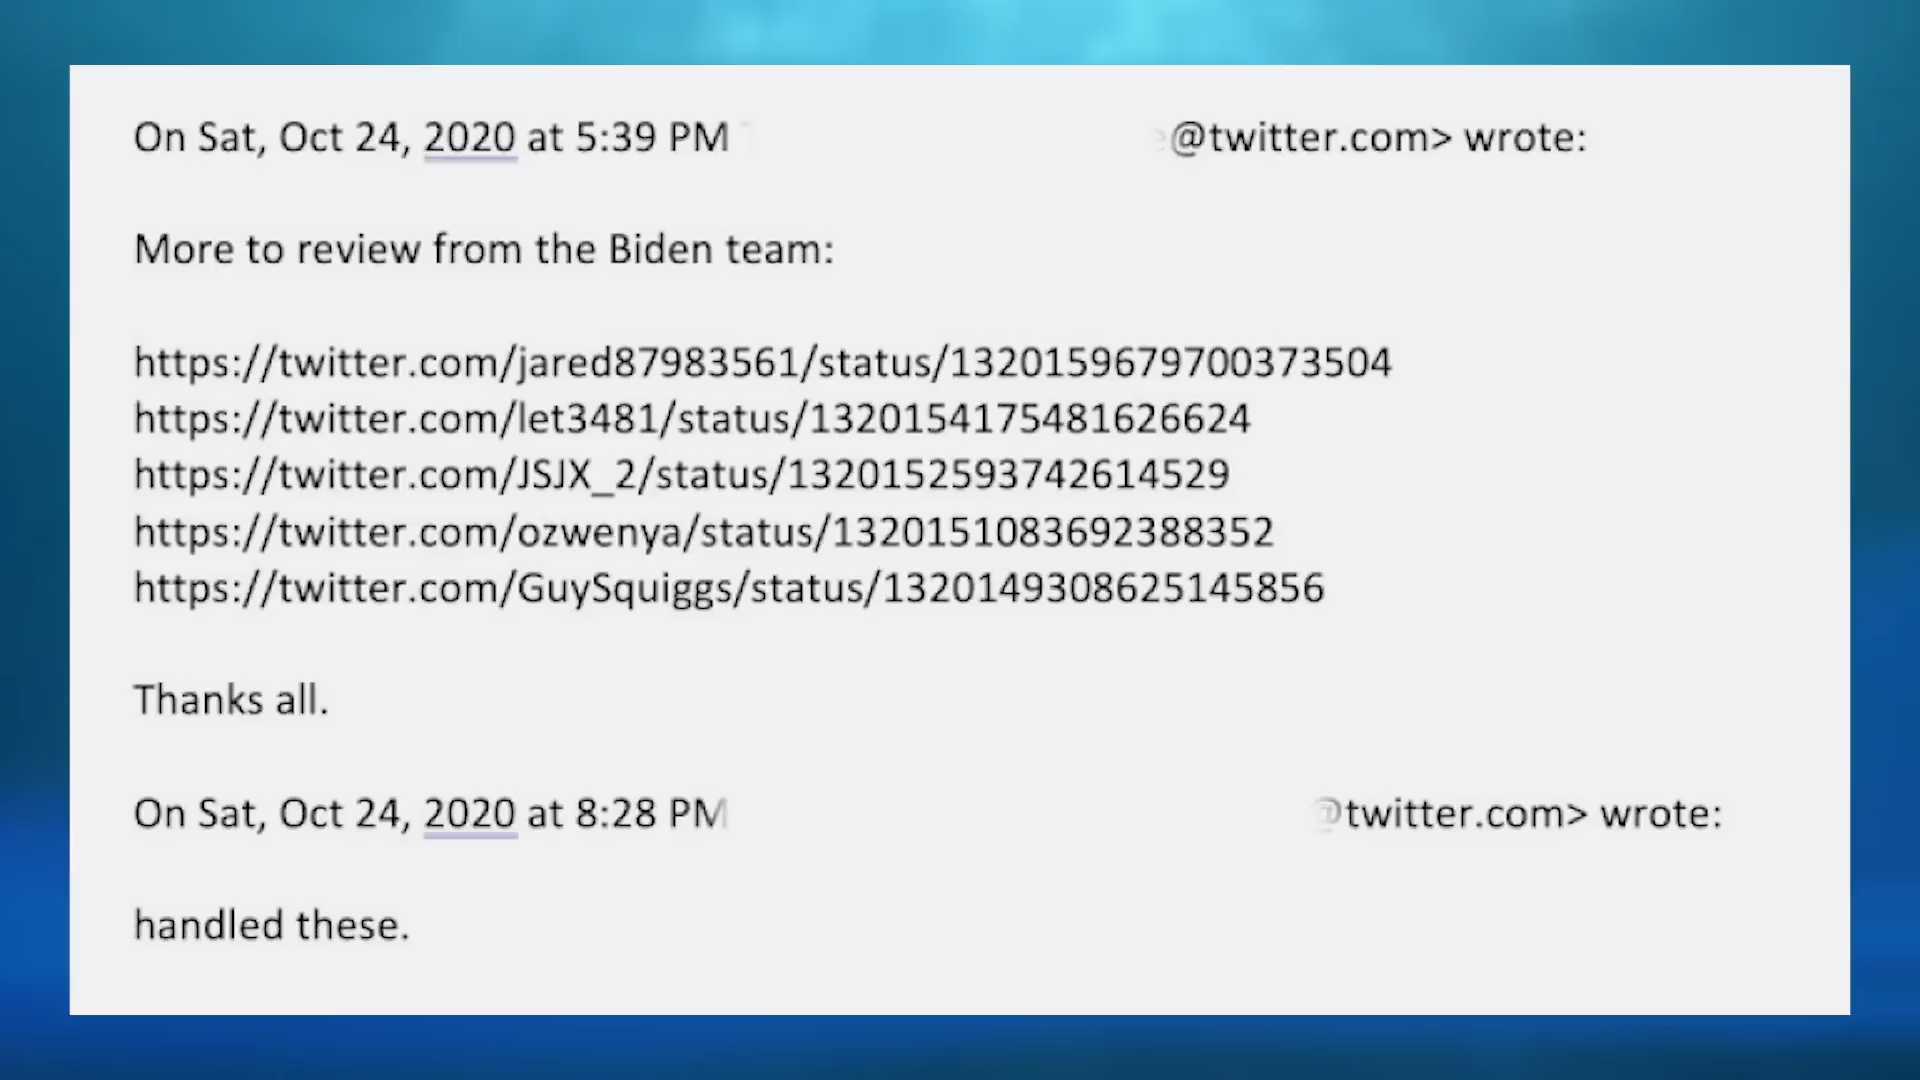 On Sat, Oct 24, 2020 at 5:39 PM @twitter.com> wrote:
More to review from the Biden team:
https://twitter.com/jared87983561/status/1320159679700373504
https://twitter.com/let3481/status/1320154175481626624
https://twitter.com/JSJX_2/status/1320152593742614529
https://twitter.com/ozwenya/status/1320151083692388352
https://twitter.com/GuySquiggs/status/1320149308625145856
Thanks all.
On Sat, Oct 24, 2020 at 8:28 PM @twitter.com> wrote:
handled these.